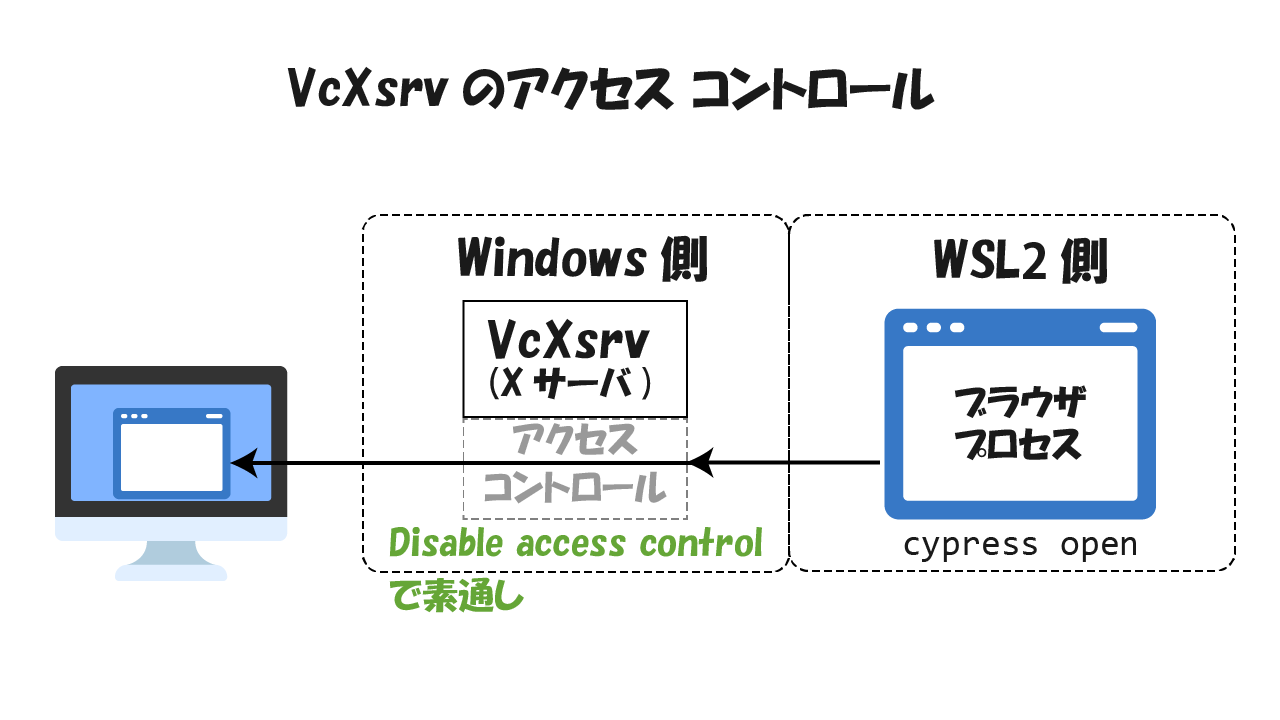 VcXsrv のアクセス コントロール
Windows 側
VcXsrv
(X サーバ)
アクセス
コントロール
Disable access control
で素通し
WSL2 側
ブラウザ
プロセス
cypress open